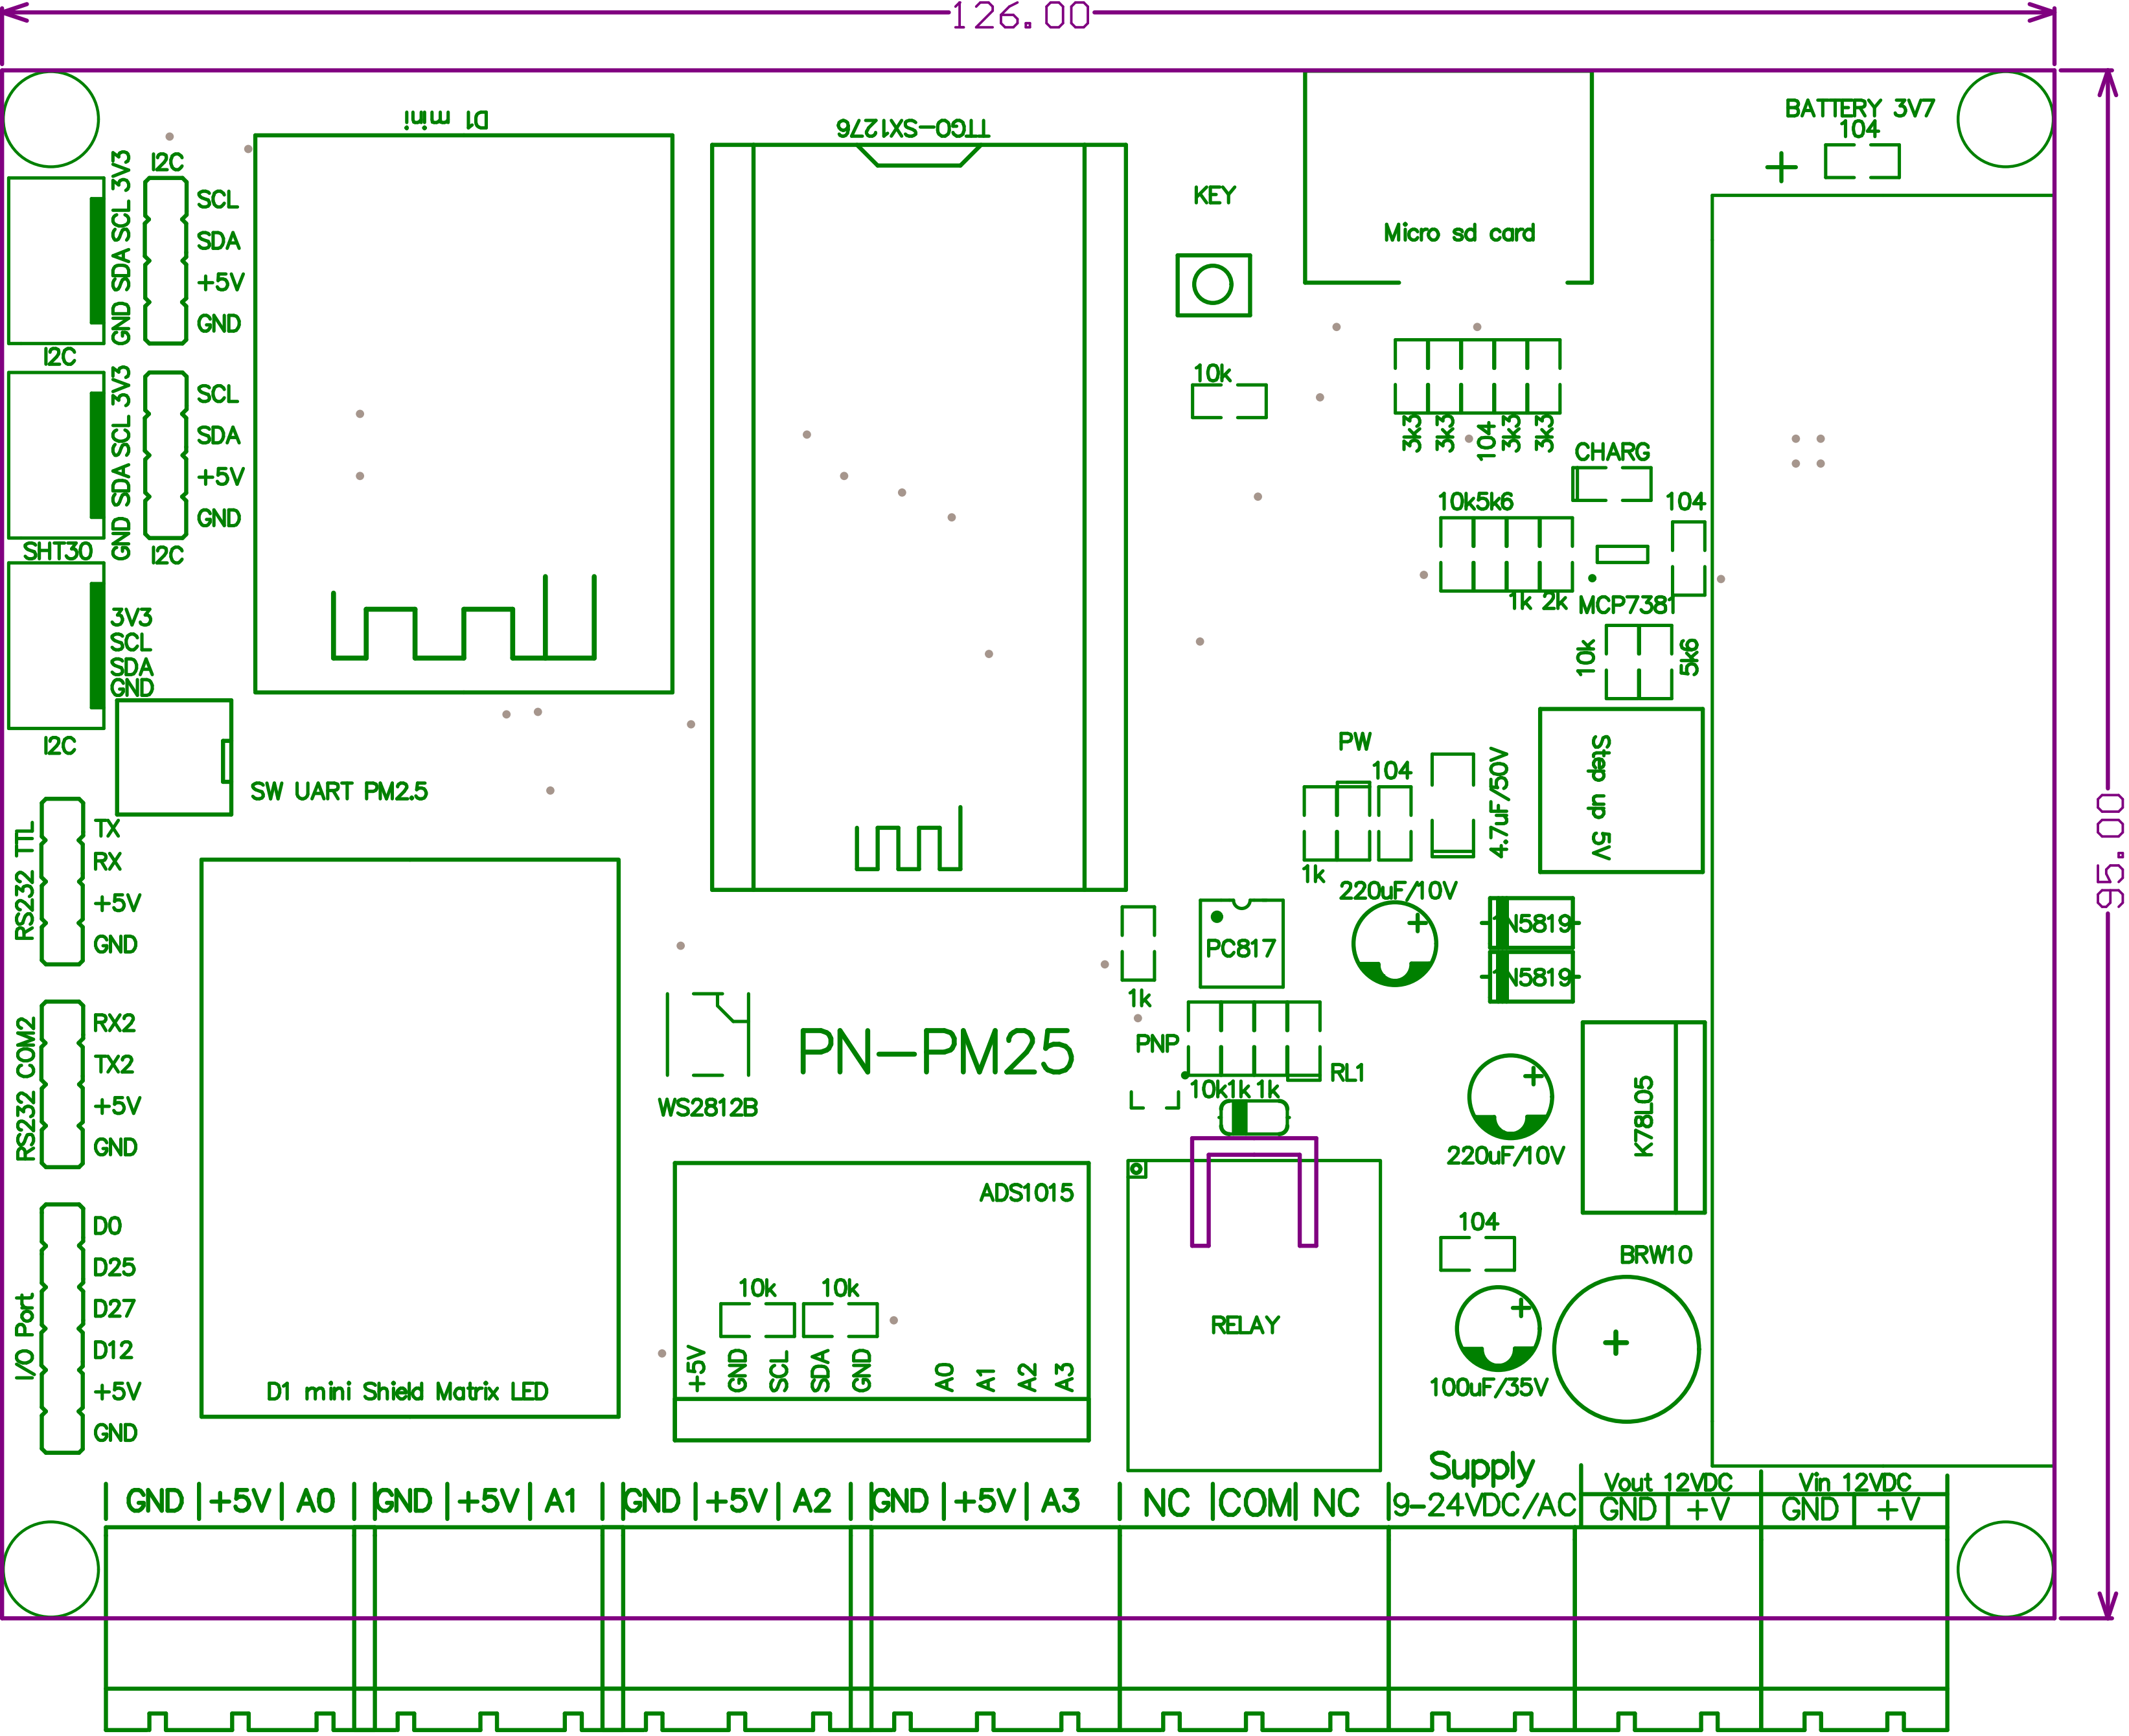 126.00
95.00
D1 mini
TTGO-SX1276
BATTERY 3V7
104
+
KEY
Micro sd card
I2C
GND SDA SCL 3V3
SCL
SDA
+5V
GND
I2C
GND SDA SCL 3V3
SCL
SDA
+5V
GND
SHT30
I2C
3V3
SCL
SDA
GND
I2C
10k
3k3
3k3
104
3k3
3k3
CHARG
10k5k6
104
1k 2k
MCP7381
10k
5k6
Step up 5V
PW
104
4.7uF/50V
1k
220uF/10V
SW UART PM2.5
RS232 TTL
TX
RX
+5V
GND
PC817
1N5819
1N5819
1k
PNP
RL1
10k1k 1k
RS232 COM2
RX2
TX2
+5V
GND
WS2812B
PN-PM25
220uF/10V
K78L05
ADS1015
10k
10k
+5V
GND
SCL
SDA
GND
A0
A1
A2
A3
RELAY
104
BRW10
+
100uF/35V
I/O Port
D0
D25
D27
D12
+5V
GND
D1 mini Shield Matrix LED
Supply
Vout 12VDC
Vin 12VDC
GND +5V A0
GND +5V A1
GND +5V A2
GND +5V A3
NC COM NC
9-24VDC/AC
GND +V
GND +V